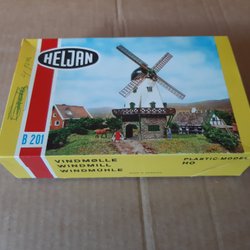 HELJAN
B 201
VINDMØLLE
WINDMILL
WINDMÜHLE
PLASTIC-MODEL
HO